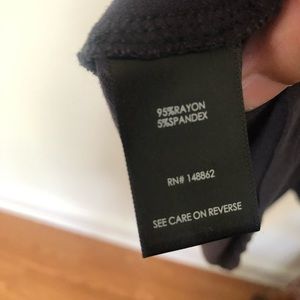 95%RAYON
5%SPANDEX
RN# 148862
SEE CARE ON REVERSE